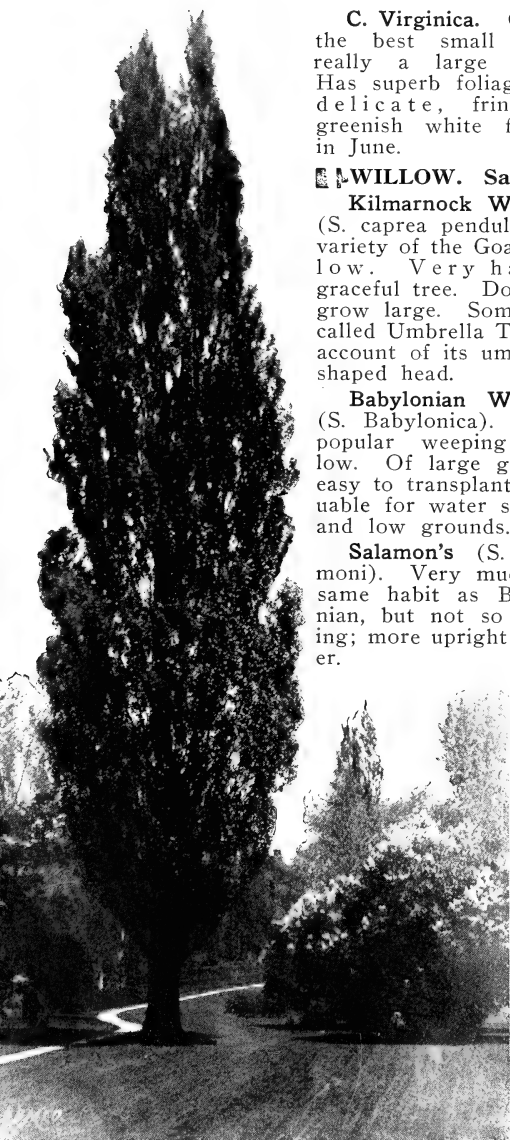 C. Virginica.
the best small
really a large
Has superb foliag
delicate, frin
greenish white f
in June.
WILLOW. Sa
Kilmarnock W
(S. caprea pendul
variety of the Goa
low. Very ha
graceful tree. Do
grow large. Som
called Umbrella T
account of its um
shaped head.
Babylonian W
(S. Babylonica).
popular weeping
low. Of large g
easy to transplant
uable for water s
and low grounds.
Salamon's (S.
moni). Very muc
same habit as B
nian, but not so
ing; more upright
er.